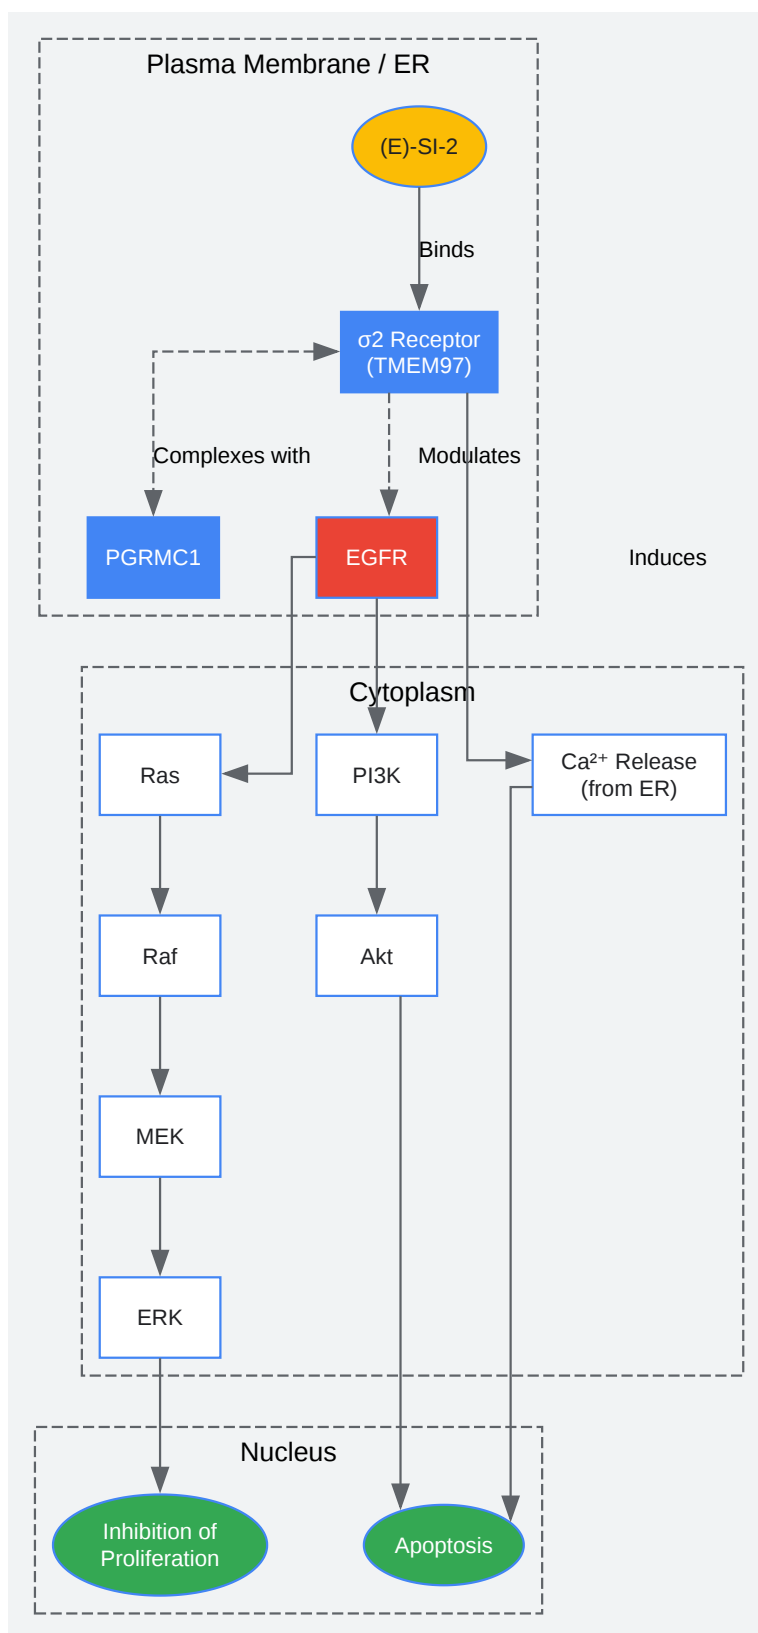 Plasma Membrane / ER
(E)-SI-2
Binds
σ2 Receptor
(TMEM97)
Complexes with
Modulates
PGRMC1
EGFR
Induces
Cytoplasm
Ras
PI3K
Ca²⁺ Release
(from ER)
Raf
Akt
MEK
ERK
Nucleus
Inhibition of
Proliferation
Apoptosis